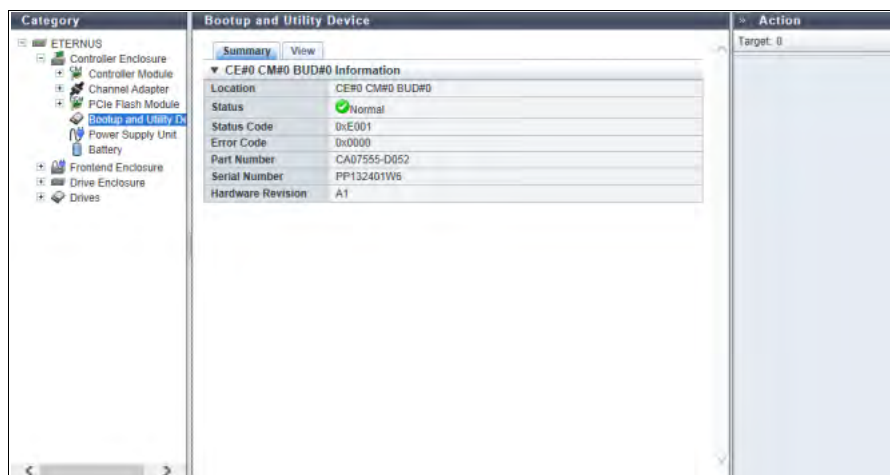 Category
ETERNUS
Controller Enclosure
Controller Module
Channel Adapter
PCIe Flash Module
Bootup and Utility De
Power Supply Unit
Battery
Frontend Enclosure
Drive Enclosure
Drives
Bootup and Utility Device
Summary View
▼ CE#0 CM#0 BUD#0 Information
Location CE#0 CM#0 BUD#0
Status Normal
Status Code 0xE001
Error Code 0x0000
Part Number CA07555-D052
Serial Number PP132401W6
Hardware Revision A1
» Action
Target: 0